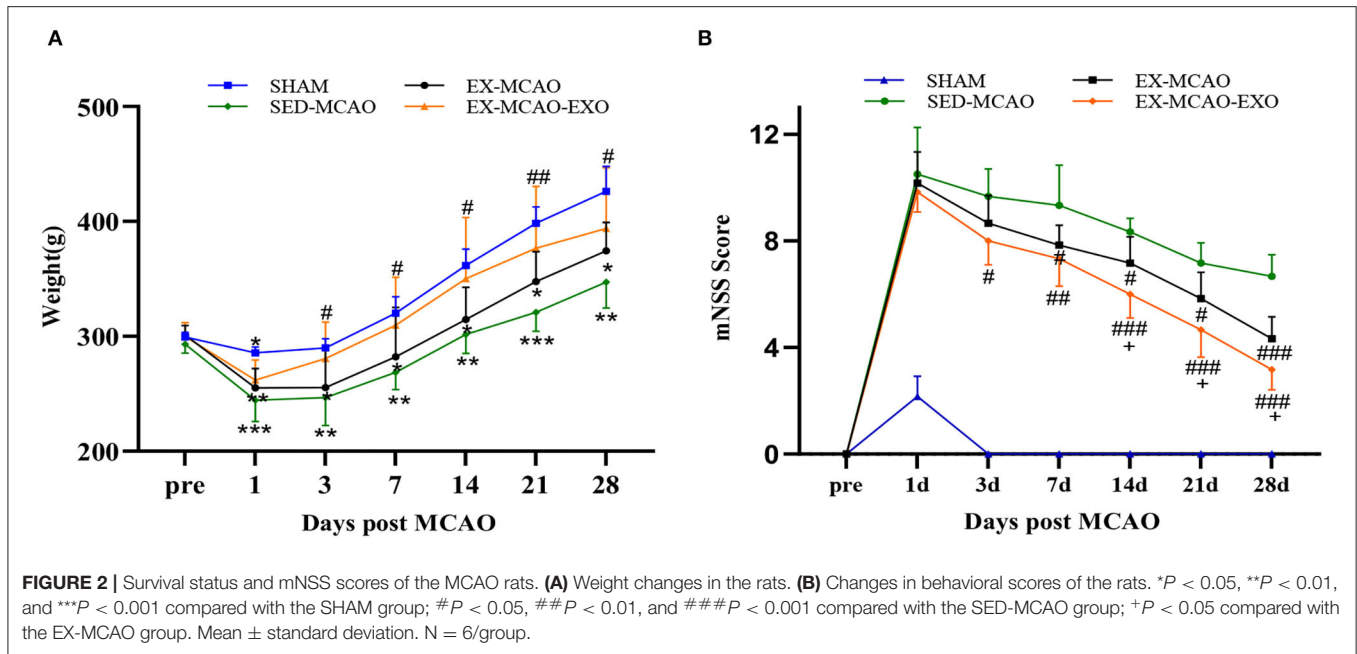 A
SHAM EX-MCAO
SED-MCAO EX-MCAO-EXO
500
400
300
200
Weight(g)
# # # ## #
* * * * * *
** *** ** ** ** *** **
pre 1 3 7 14 21 28
Days post MCAO
B
SHAM EX-MCAO
SED-MCAO EX-MCAO-EXO
12
8
4
0
mNSS Score
# # # # ###
## ### ### ###
+ + +
pre 1d 3d 7d 14d 21d 28d
Days post MCAO
FIGURE 2 | Survival status and mNSS scores of the MCAO rats. (A) Weight changes in the rats. (B) Changes in behavioral scores of the rats. *P < 0.05, **P < 0.01,
and ***P < 0.001 compared with the SHAM group; #P < 0.05, ##P < 0.01, and ###P < 0.001 compared with the SED-MCAO group; +P < 0.05 compared with
the EX-MCAO group. Mean ± standard deviation. N = 6/group.